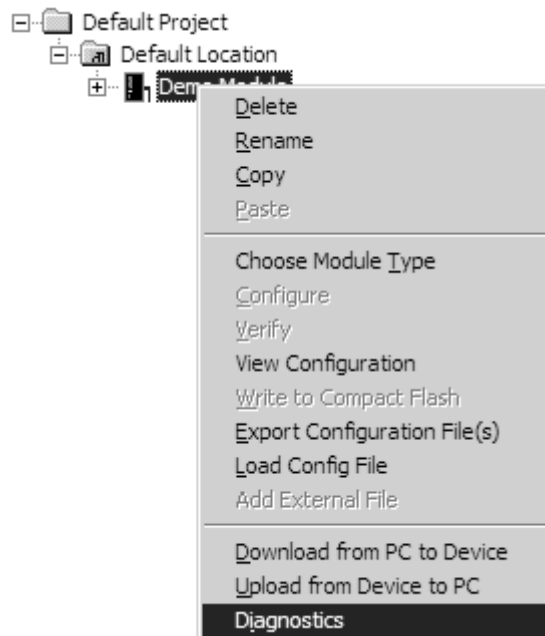 Default Project
Default Location
Delete
Rename
Copy
Paste
Choose Module Type
Configure
Verify
View Configuration
Write to Compact Flash
Export Configuration File(s)
Load Config File
Add External File
Download from PC to Device
Upload from Device to PC
Diagnostics